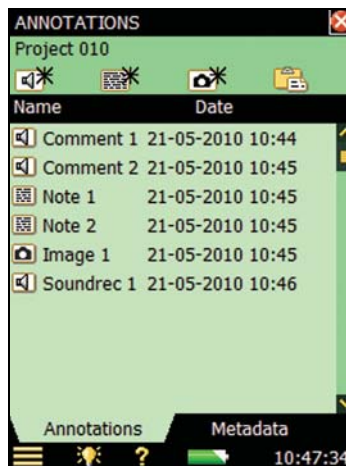 ANNOTATIONS
Project 010
Name Date
Comment 1 21-05-2010 10:44
Comment 2 21-05-2010 10:45
Note 1 21-05-2010 10:45
Note 2 21-05-2010 10:45
Image 1 21-05-2010 10:45
Soundrec 1 21-05-2010 10:46
Annotations Metadata
? 10:47:34